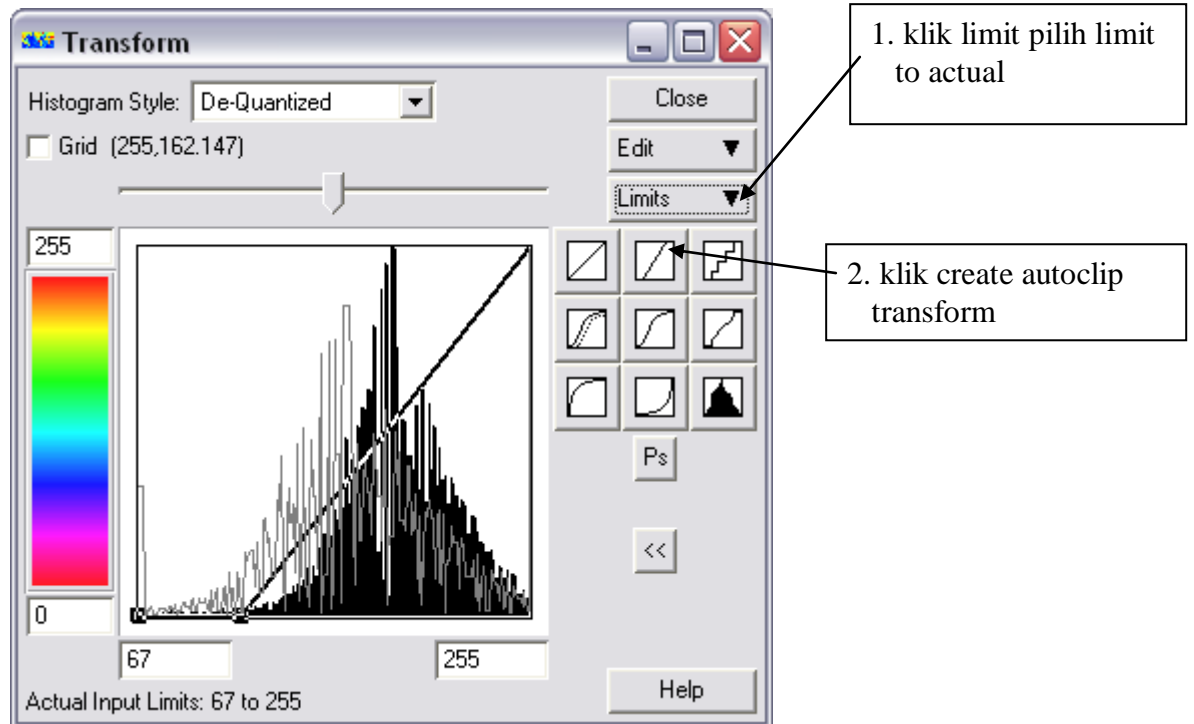 Transform
Histogram Style: De-Quantized
Close
Grid (255,162.147)
Edit
Limits
255
0
Ps
<<
67 255
Actual Input Limits: 67 to 255
Help
1. klik limit pilih limit
to actual
2. klik create autoclip
transform